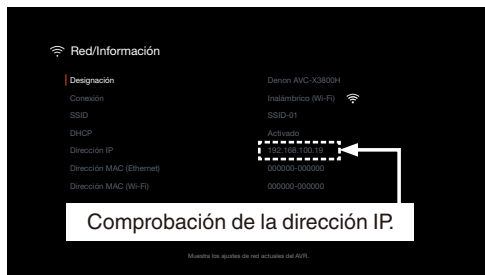 Red/Información
Designación Denon AVC-X3800H
Conexión Inalámbrico (Wi-Fi)
SSID SSID-01
DHCP Activado
Dirección IP 192.168.100.19
Dirección MAC (Ethernet) 000000-000000
Dirección MAC (Wi-Fi) 000000-000000
Comprobación de la dirección IP.
Muestra los ajustes de red actuales del AVR.